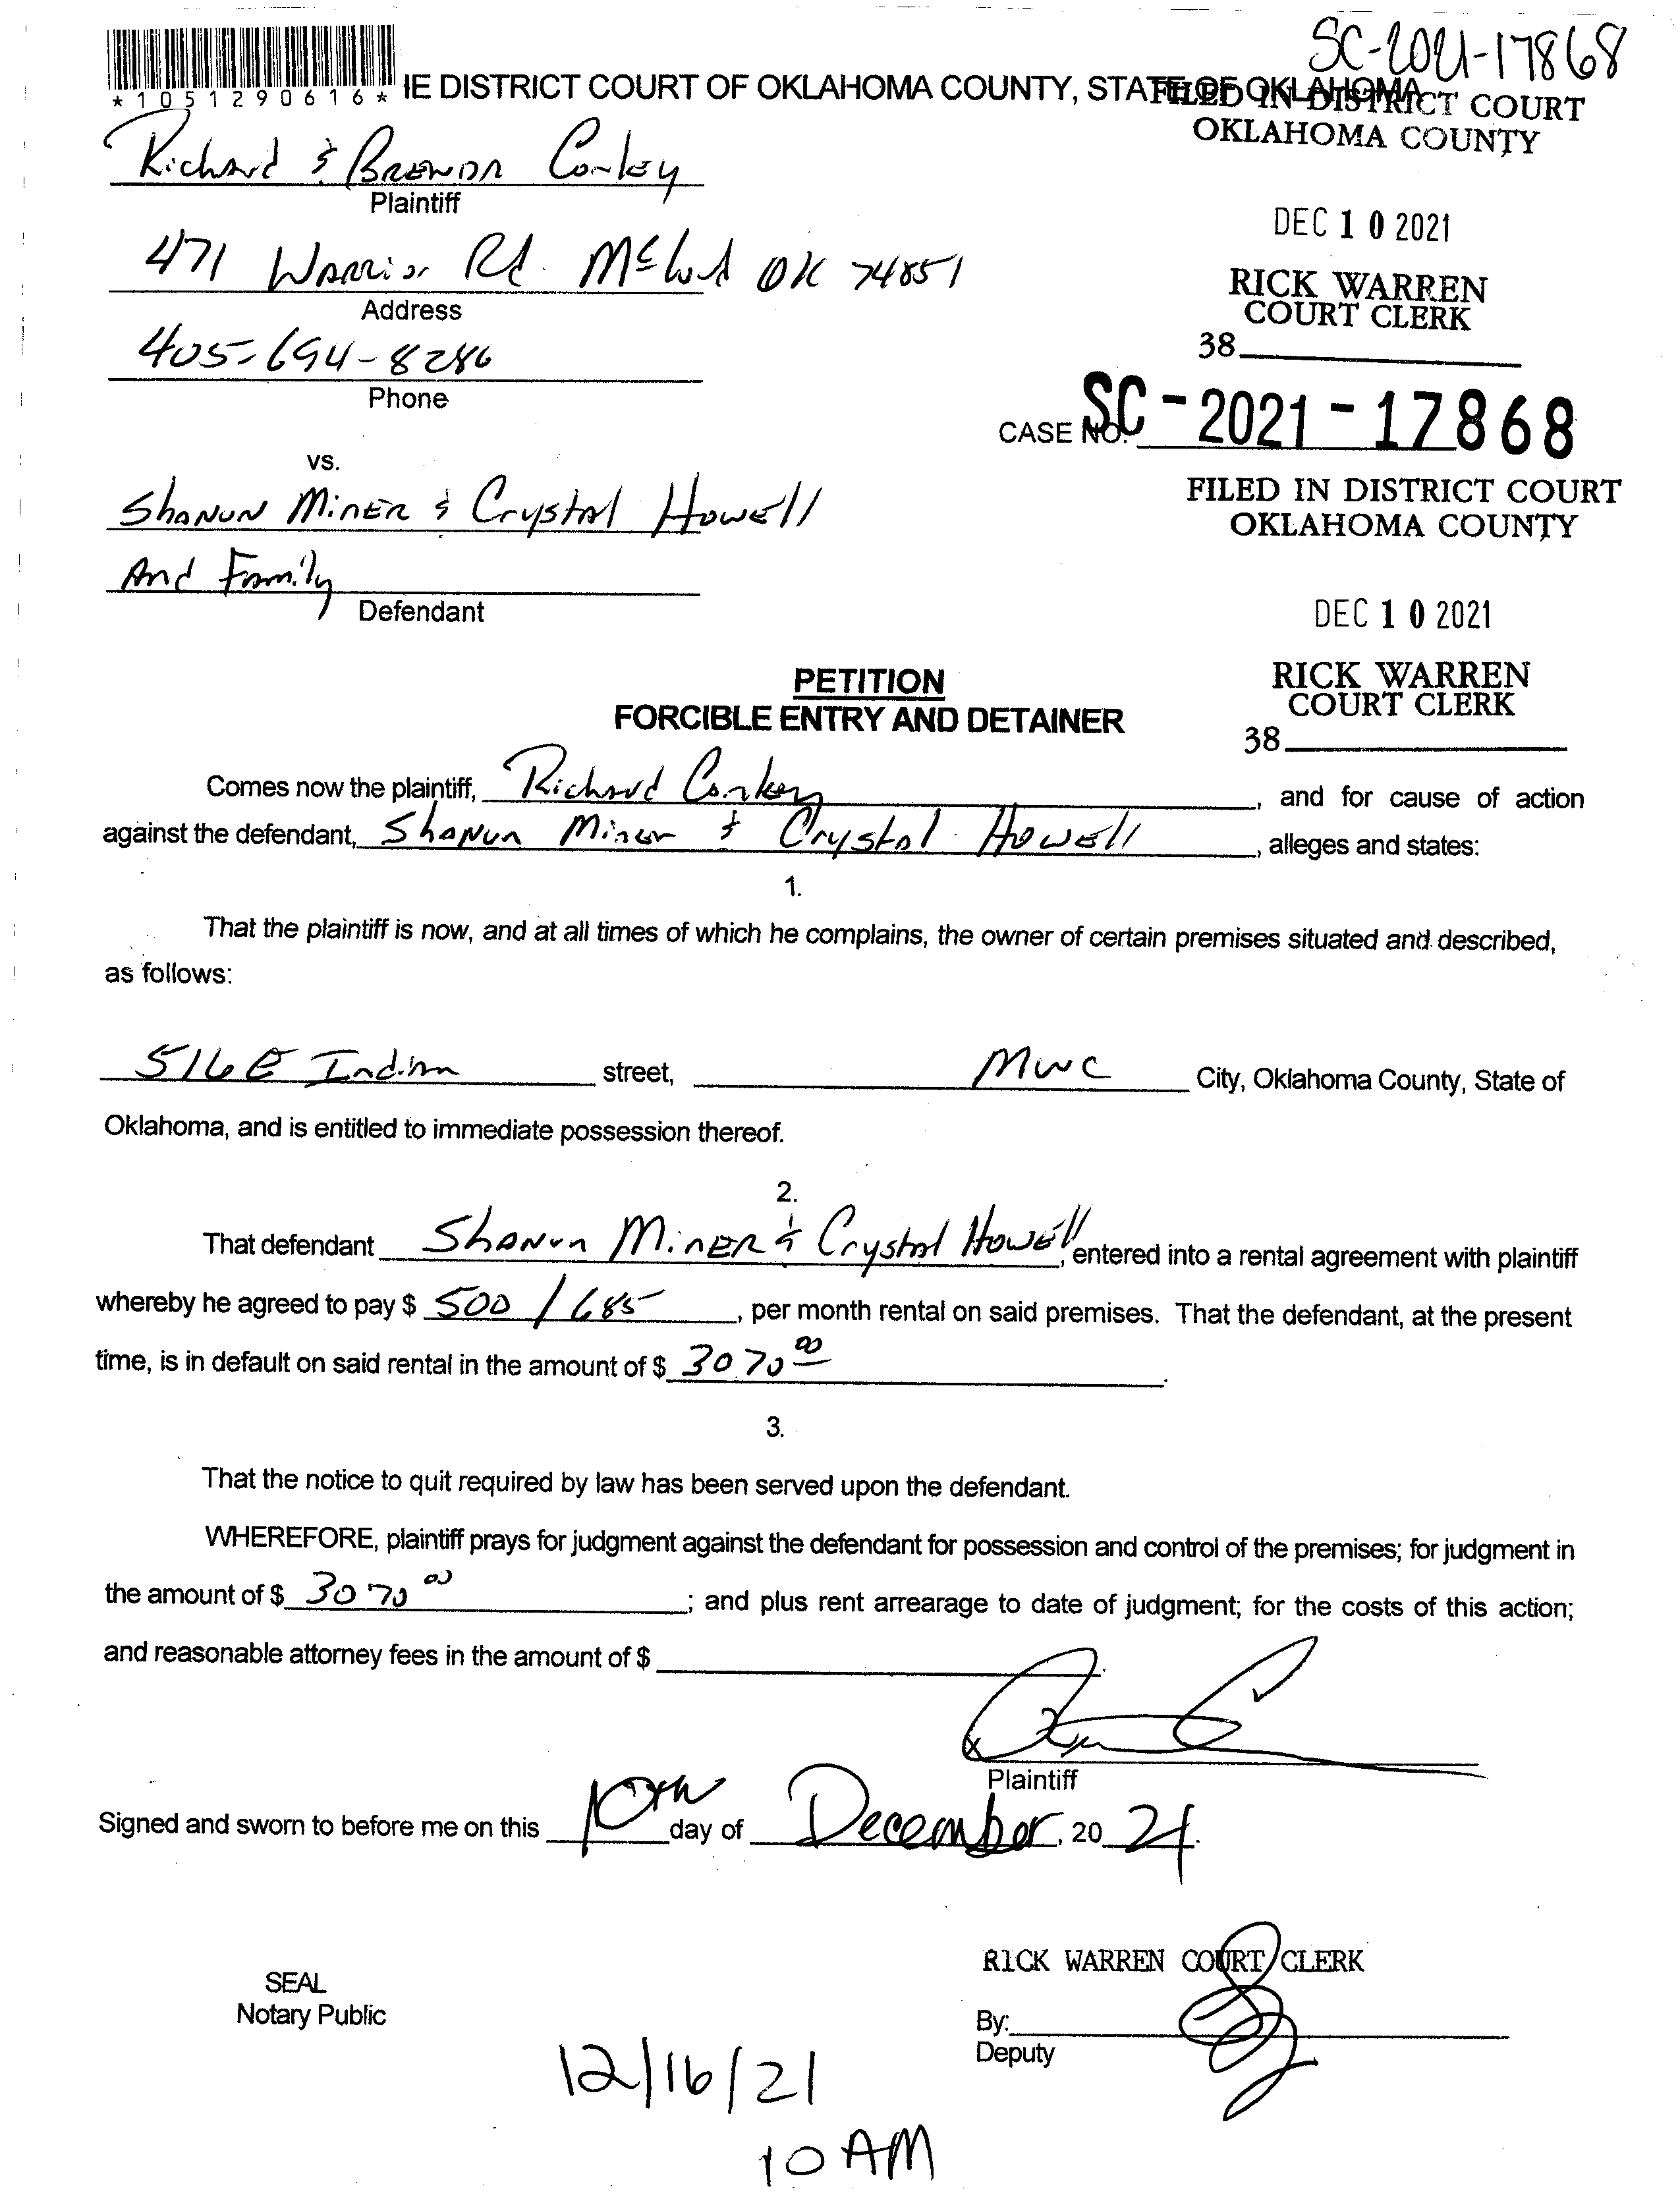 SC-2021-17868
*1051290616* IE DISTRICT COURT OF OKLAHOMA COUNTY, STATE OF OKLAHOMA
FILED IN DISTRICT COURT
OKLAHOMA COUNTY
Richard & Brenda Conkey
Plaintiff
DEC 10 2021
471 Warrior Rd. McLoud OK 74851
Address
RICK WARREN
COURT CLERK
38
405-694-8286
Phone
CASE NO. SC-2021-17868
vs.
FILED IN DISTRICT COURT
OKLAHOMA COUNTY
Shanun Miner & Crystal Howell
And Family
Defendant
DEC 10 2021
PETITION
FORCIBLE ENTRY AND DETAINER
RICK WARREN
COURT CLERK
38
Comes now the plaintiff, Richard Conkey, and for cause of action
against the defendant, Shanun Miner & Crystal Howell, alleges and states:
1.
That the plaintiff is now, and at all times of which he complains, the owner of certain premises situated and described,
as follows:
516 E Indian street, MWC City, Oklahoma County, State of
Oklahoma, and is entitled to immediate possession thereof.
2.
That defendant Shanun Miner & Crystal Howell, entered into a rental agreement with plaintiff
whereby he agreed to pay $ 500 / 685, per month rental on said premises. That the defendant, at the present
time, is in default on said rental in the amount of $ 3070 00.
3.
That the notice to quit required by law has been served upon the defendant.
WHEREFORE, plaintiff prays for judgment against the defendant for possession and control of the premises; for judgment in
the amount of $ 3070 00; and plus rent arrearage to date of judgment; for the costs of this action;
and reasonable attorney fees in the amount of $
x
Plaintiff
Signed and sworn to before me on this 10th day of December, 2021.
RICK WARREN COURT CLERK
SEAL
Notary Public
By:
Deputy
12/16/21
10 AM